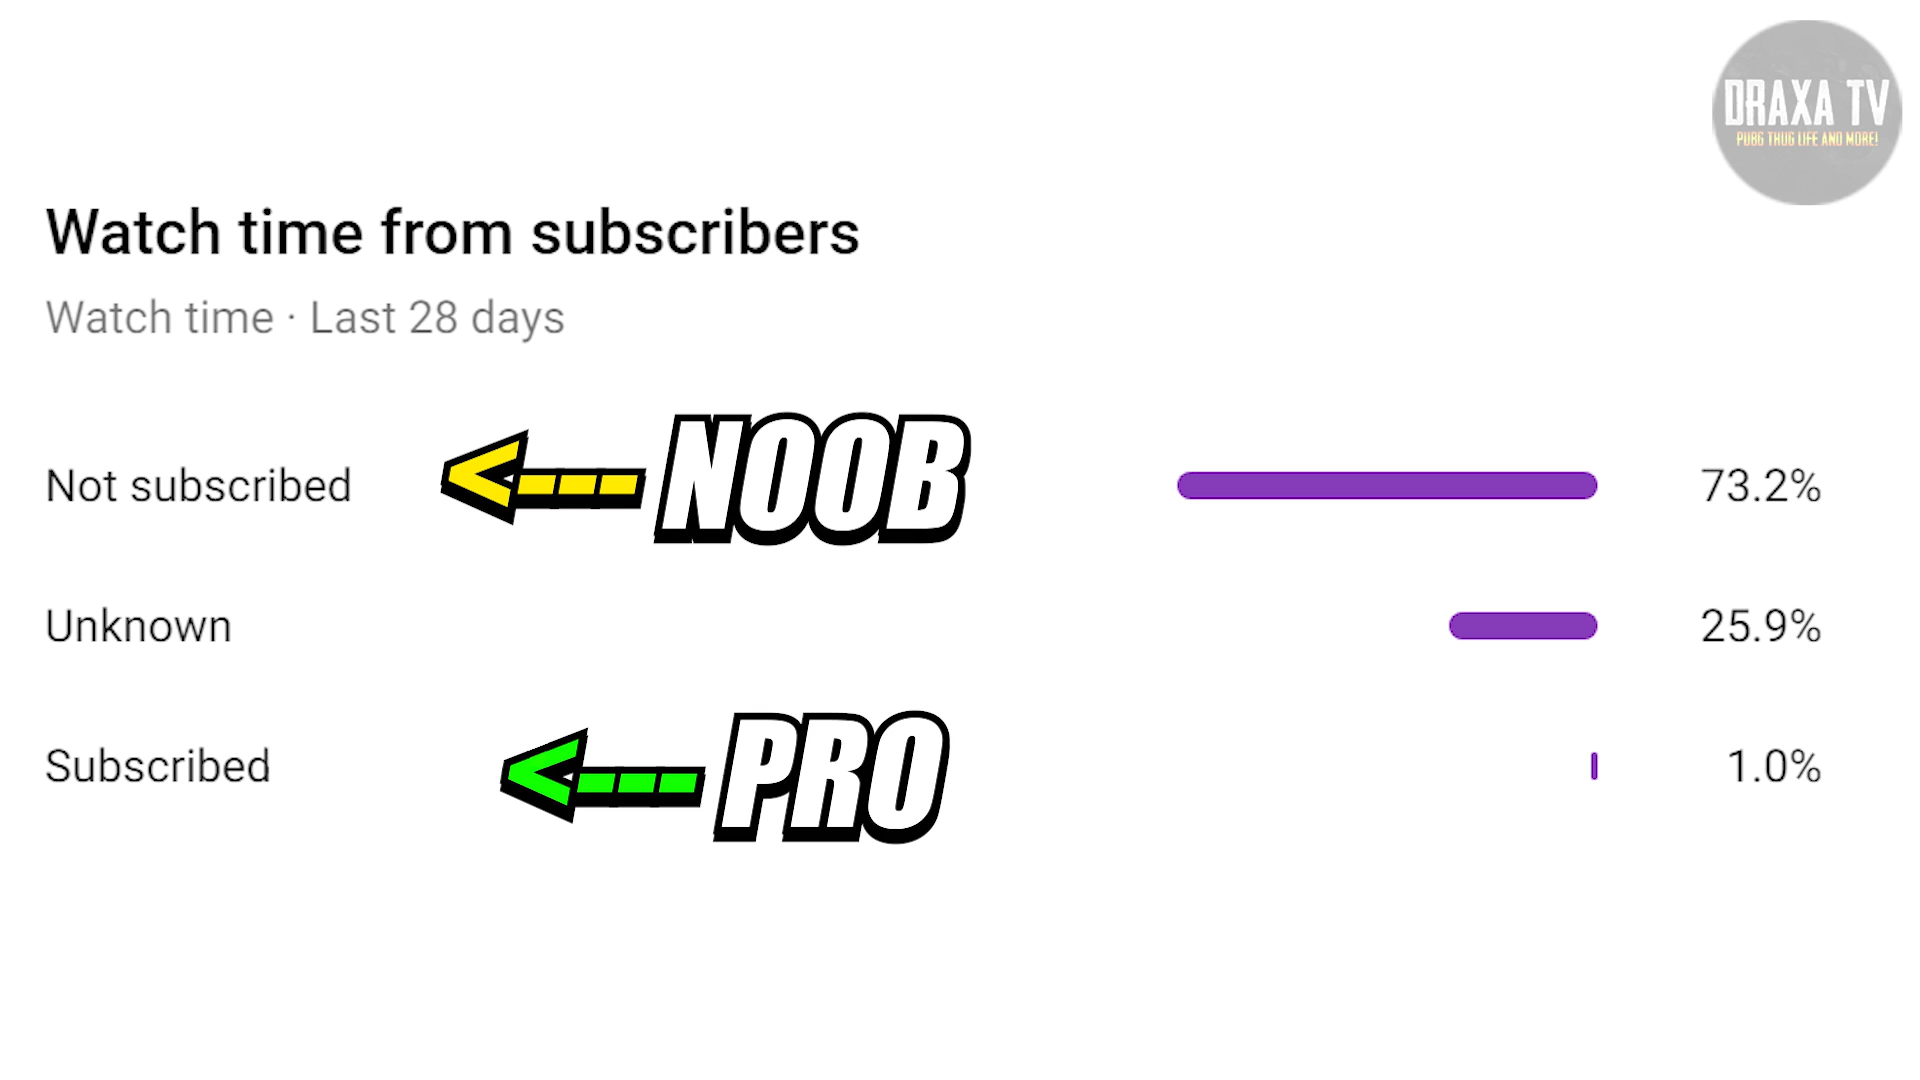 DRAXA TV
PUBG THUG LIFE AND MORE!
Watch time from subscribers
Watch time · Last 28 days
Not subscribed NOOB 73.2%
Unknown 25.9%
Subscribed PRO 1.0%